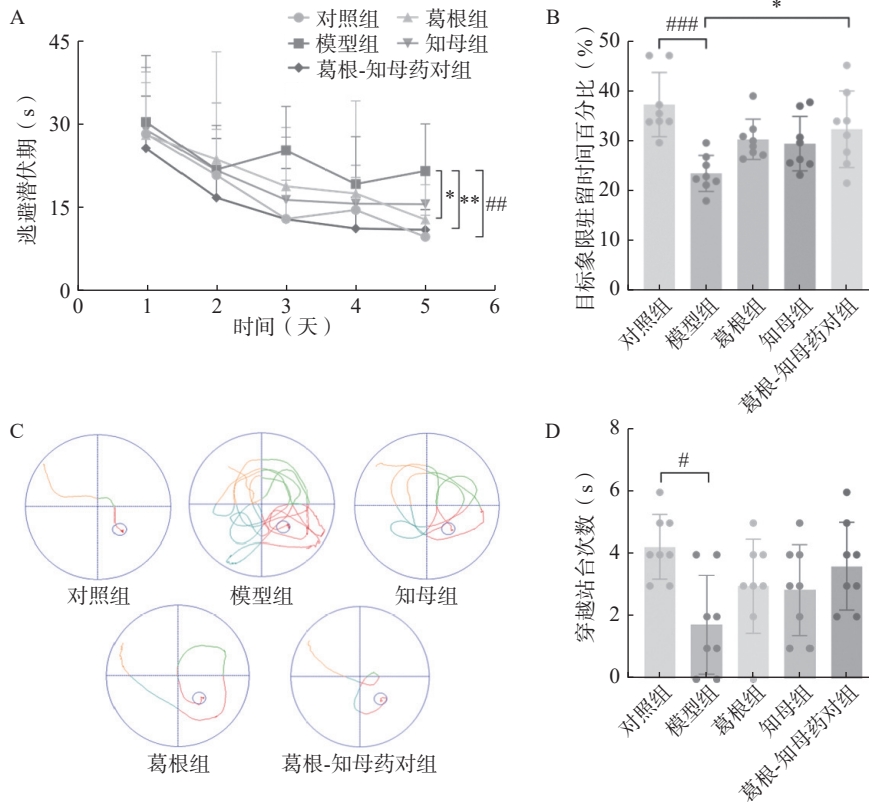 A
对照组
葛根组
模型组
知母组
葛根-知母药对组
逃避潜伏期（s）
45
30
15
0
0 1 2 3 4 5 6
时间（天）
* ** ##
B
目标象限驻留时间百分比（%）
50
40
30
20
10
0
###
*
对照组
模型组
葛根组
知母组
葛根-知母药对组
C
对照组
模型组
知母组
葛根组
葛根-知母药对组
D
穿越站台次数（s）
8
6
4
2
0
#
对照组
模型组
葛根组
知母组
葛根-知母药对组